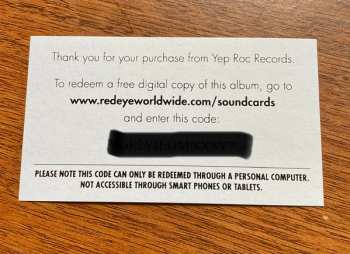 Thank you for your purchase from Yep Roc Records.
To redeem a free digital copy of this album, go to
www.redeyeworldwide.com/soundcards
and enter this code:
PLEASE NOTE THIS CODE CAN ONLY BE REDEEMED THROUGH A PERSONAL COMPUTER.
NOT ACCESSIBLE THROUGH SMART PHONES OR TABLETS.